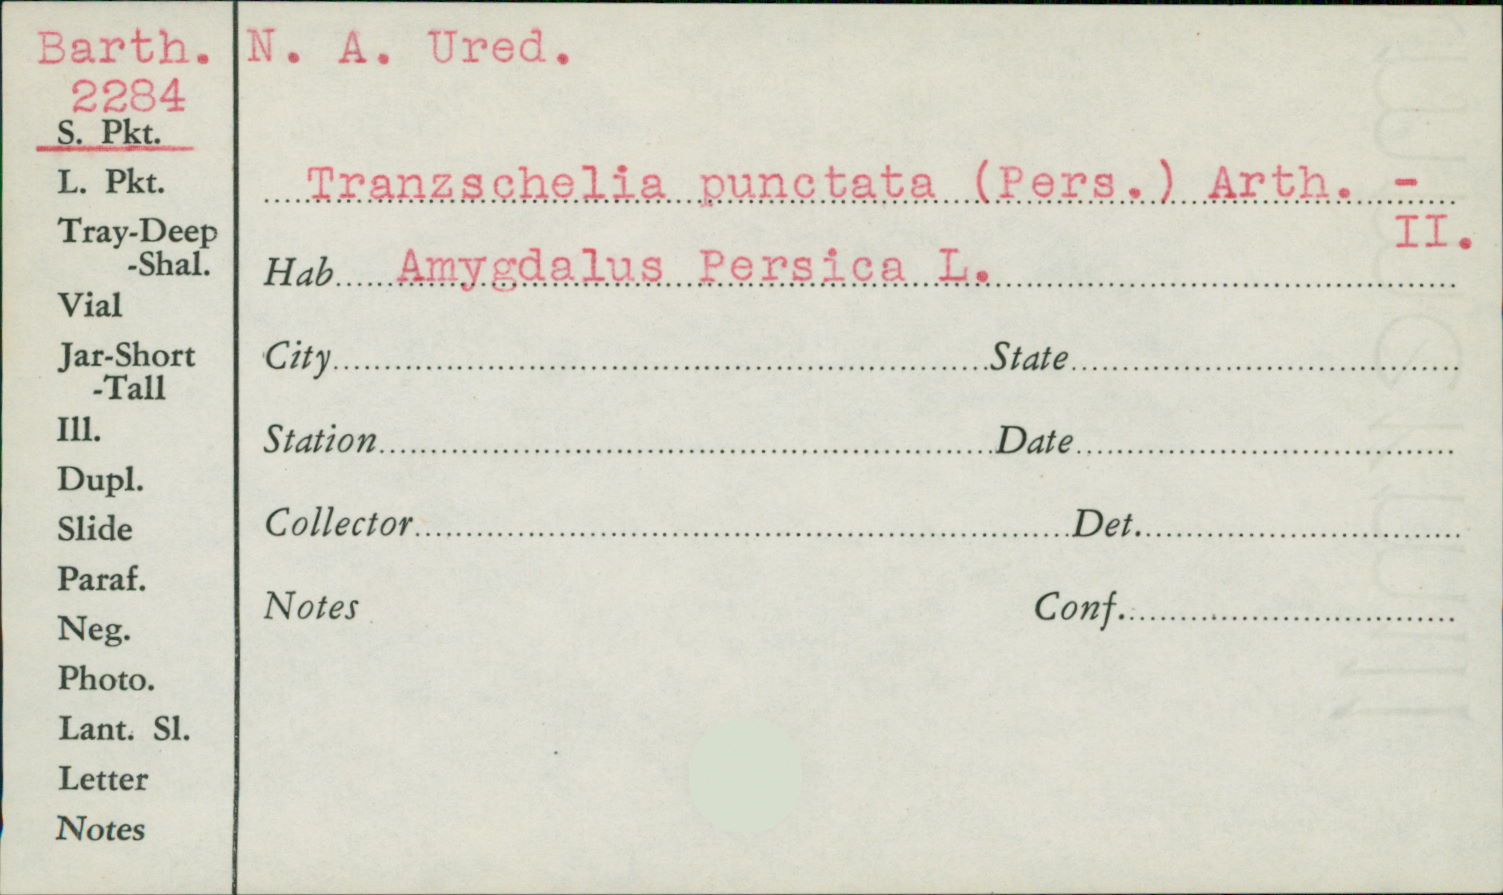 Barth. N. A. Ured.
2284
S. Pkt.
L. Pkt.
Tray-Deep
-Shal.
Vial
Jar-Short
-Tall
Ill.
Dupl.
Slide
Paraf.
Neg.
Photo.
Lant. Sl.
Letter
Notes
Tranzschelia punctata (Pers.) Arth. -
II.
Hab Amygdalus Persica L.
City State
Station Date
Collector Det.
Notes Conf.